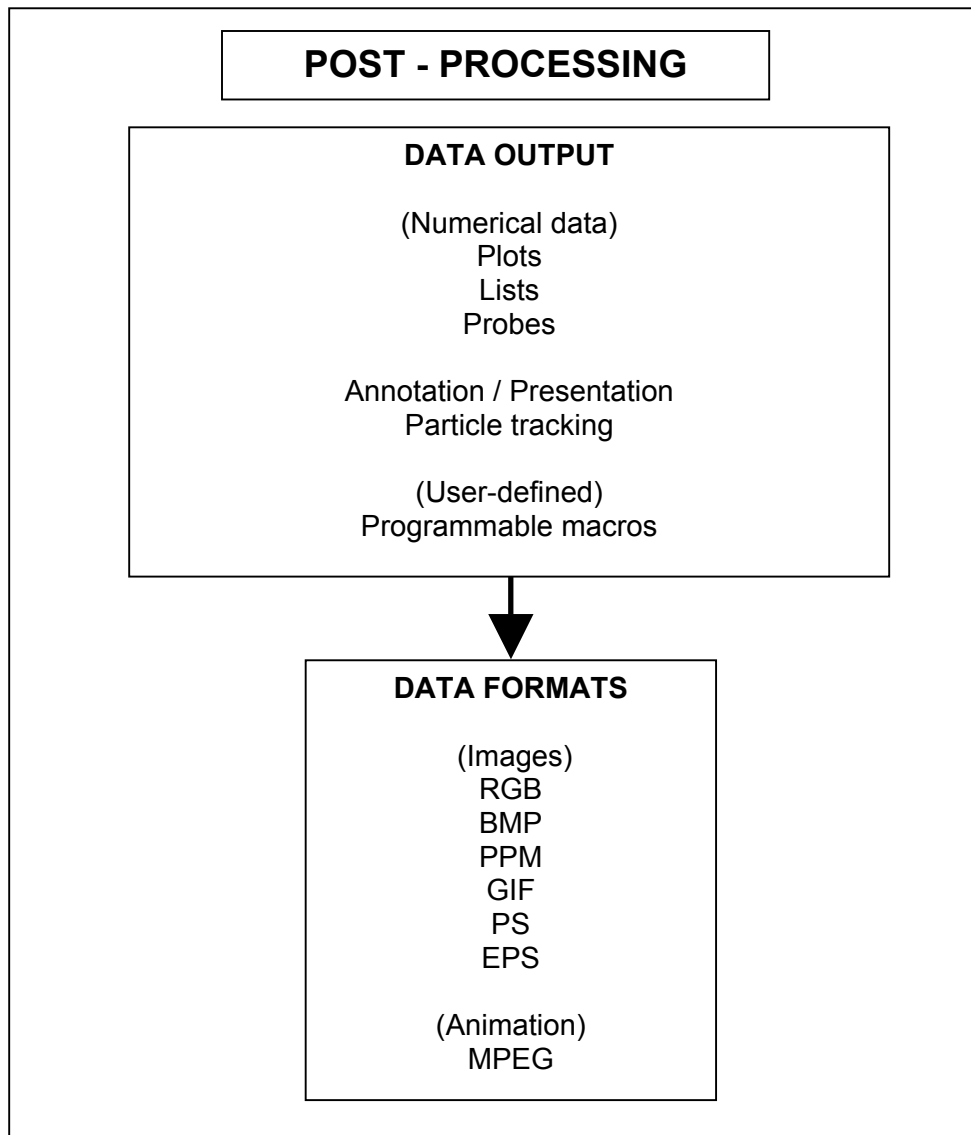 POST - PROCESSING
DATA OUTPUT
(Numerical data)
Plots
Lists
Probes
Annotation / Presentation
Particle tracking
(User-defined)
Programmable macros
DATA FORMATS
(Images)
RGB
BMP
PPM
GIF
PS
EPS
(Animation)
MPEG